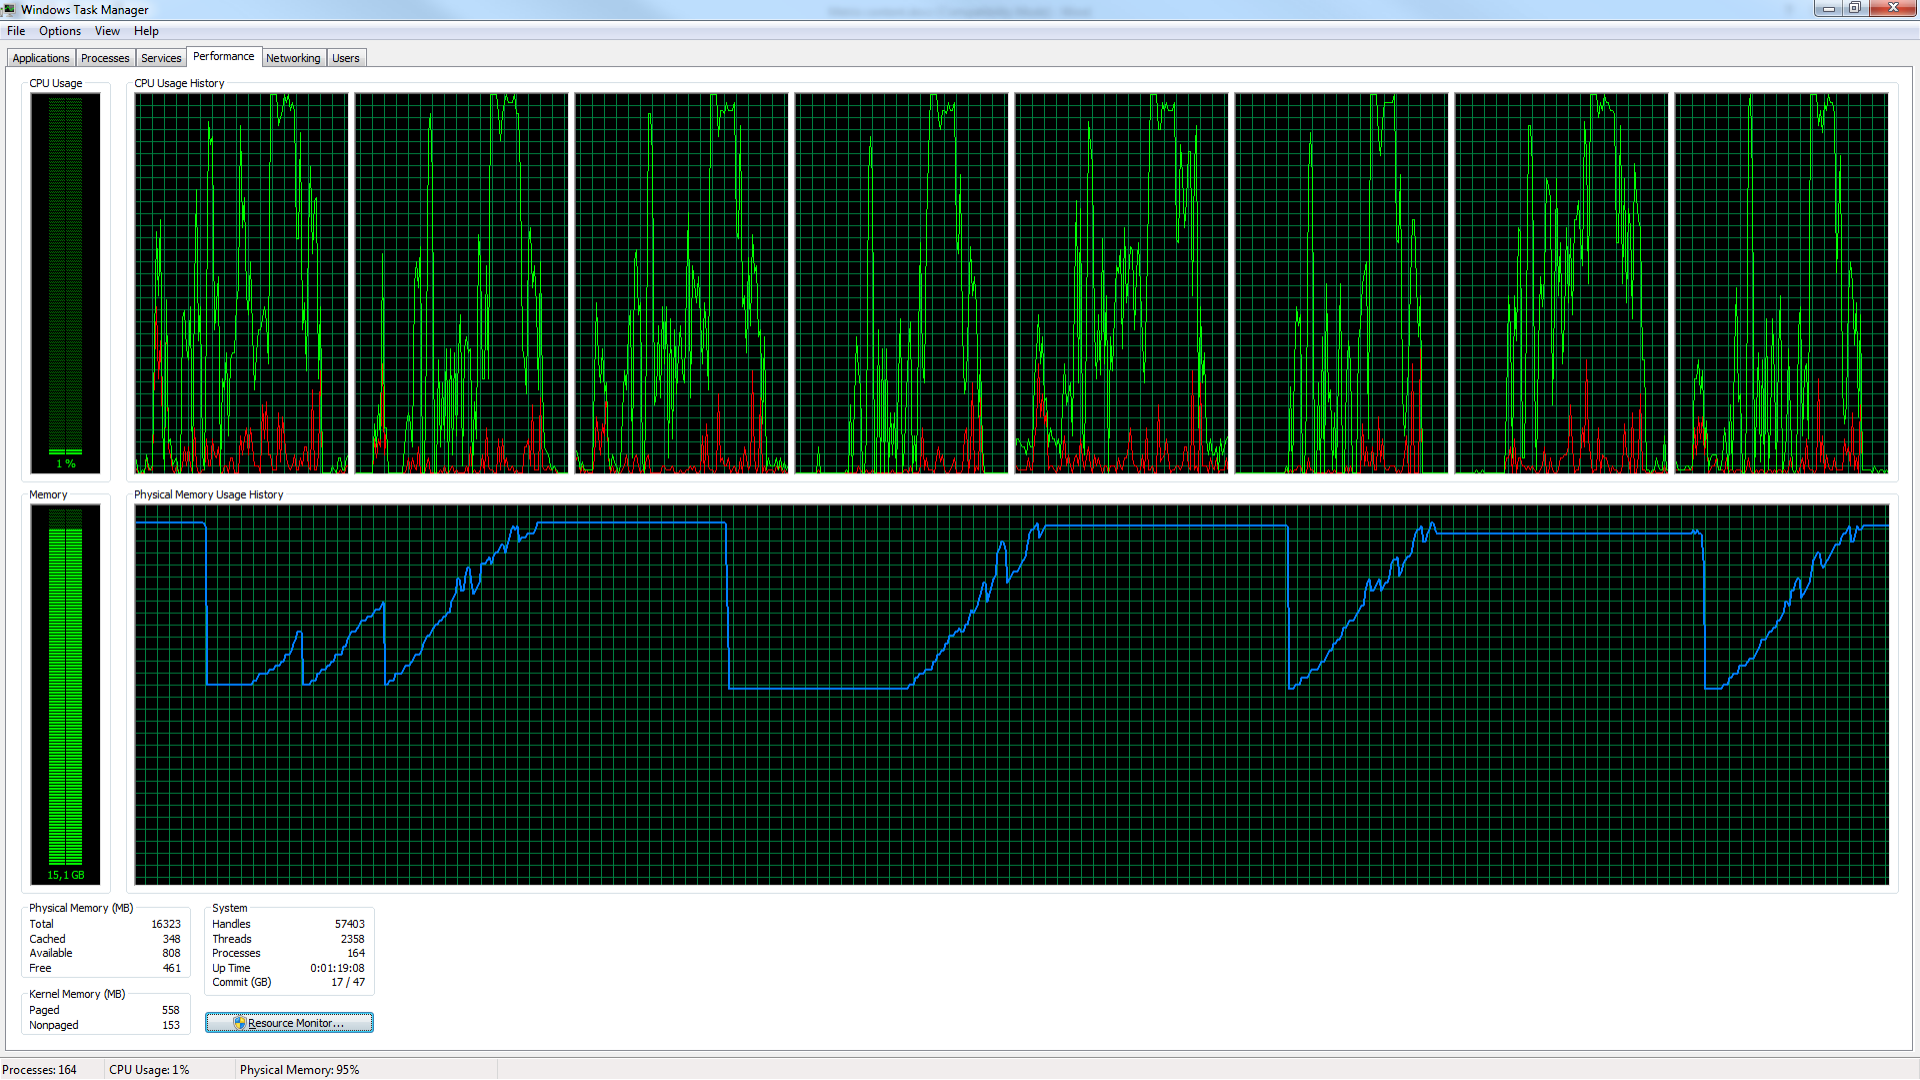 Windows Task Manager
File Options View Help
Applications Processes Services Performance Networking Users
CPU Usage CPU Usage History
1 %
Memory Physical Memory Usage History
15,1 GB
Physical Memory (MB)
Total 16323
Cached 348
Available 808
Free 461
Kernel Memory (MB)
Paged 558
Nonpaged 153
System
Handles 57403
Threads 2358
Processes 164
Up Time 0:01:19:08
Commit (GB) 17 / 47
Resource Monitor...
Processes: 164 CPU Usage: 1% Physical Memory: 95%